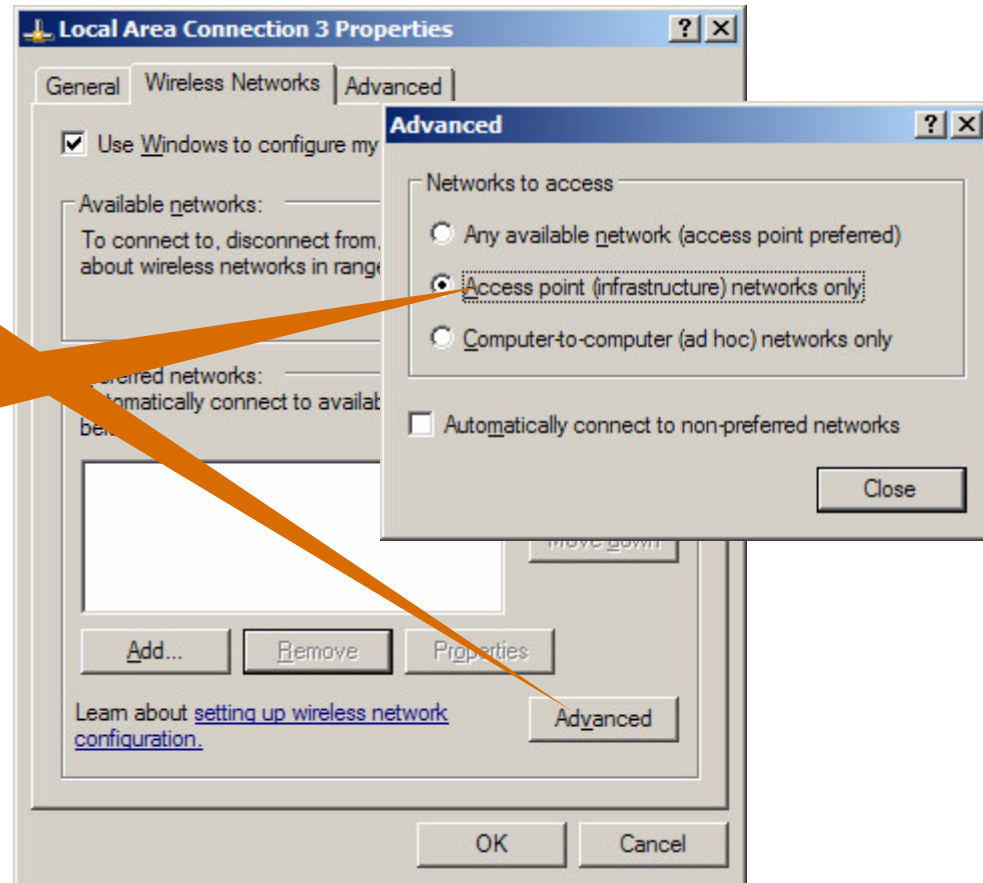 Local Area Connection 3 Properties
General
Wireless Networks
Advanced
Use Windows to configure my
Available networks:
To connect to, disconnect from,
about wireless networks in range
networks:
connect to availab
Add...
Remove
Properties
Move down
Learn about setting up wireless network
configuration.
Advanced
OK
Cancel
Advanced
Networks to access
Any available network (access point preferred)
Access point (infrastructure) networks only
Computer-to-computer (ad hoc) networks only
Automatically connect to non-preferred networks
Close